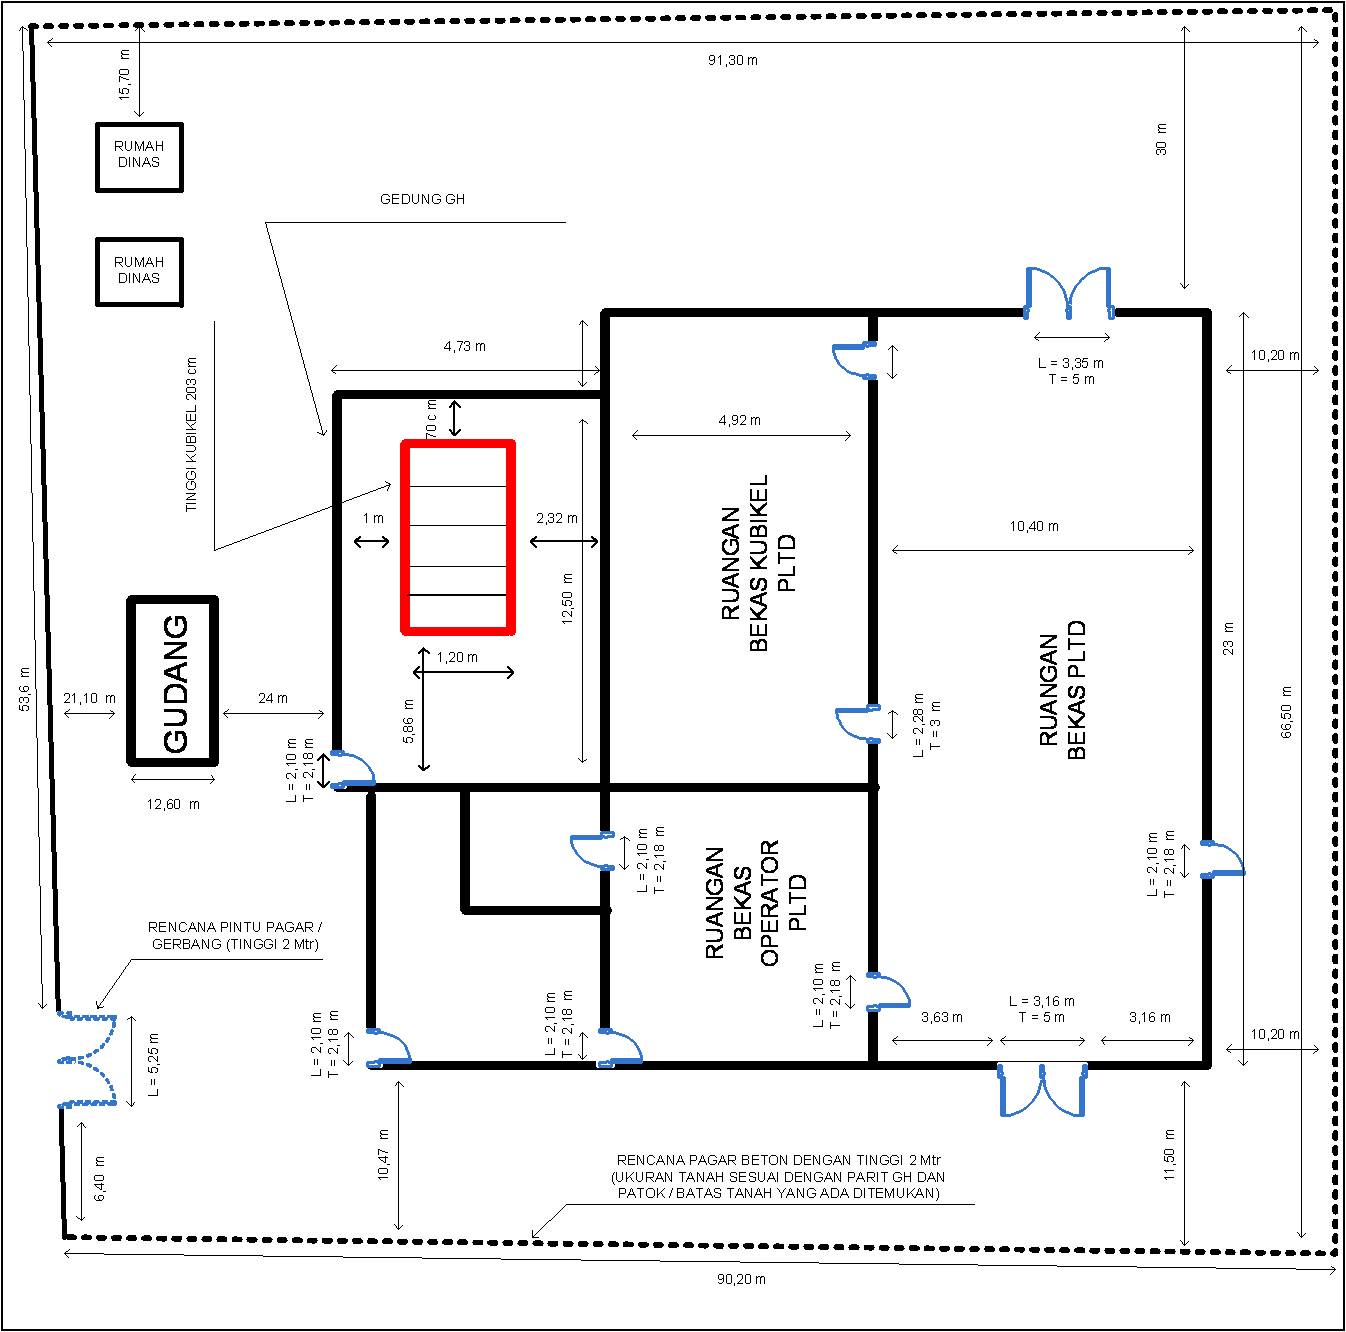 91,30 m
15,70 m
30 m
RUMAH
DINAS
GEDUNG GH
RUMAH
DINAS
4,73 m
L = 3,35 m
T = 5 m
10,20 m
TINGGI KUBIKEL 203 cm
70 c m
4,92 m
1 m
2,32 m
10,40 m
12,50 m
RUANGAN
BEKAS KUBIKEL
PLTD
RUANGAN
BEKAS PLTD
23 m
66,50 m
53,6 m
21,10 m
GUDANG
24 m
1,20 m
5,86 m
L = 2,28 m
T = 3 m
L = 2,10 m
T = 2,18 m
12,60 m
L = 2,10 m
T = 2,18 m
RUANGAN
BEKAS
OPERATOR
PLTD
L = 2,10 m
T = 2,18 m
RENCANA PINTU PAGAR /
GERBANG (TINGGI 2 Mtr)
L = 5,25 m
L = 2,10 m
T = 2,18 m
L = 2,10 m
T = 2,18 m
L = 2,10 m
T = 2,18 m
3,63 m
L = 3,16 m
T = 5 m
3,16 m
10,20 m
6,40 m
10,47 m
RENCANA PAGAR BETON DENGAN TINGGI 2 Mtr
(UKURAN TANAH SESUAI DENGAN PARIT GH DAN
PATOK / BATAS TANAH YANG ADA DITEMUKAN)
11,50 m
90,20 m